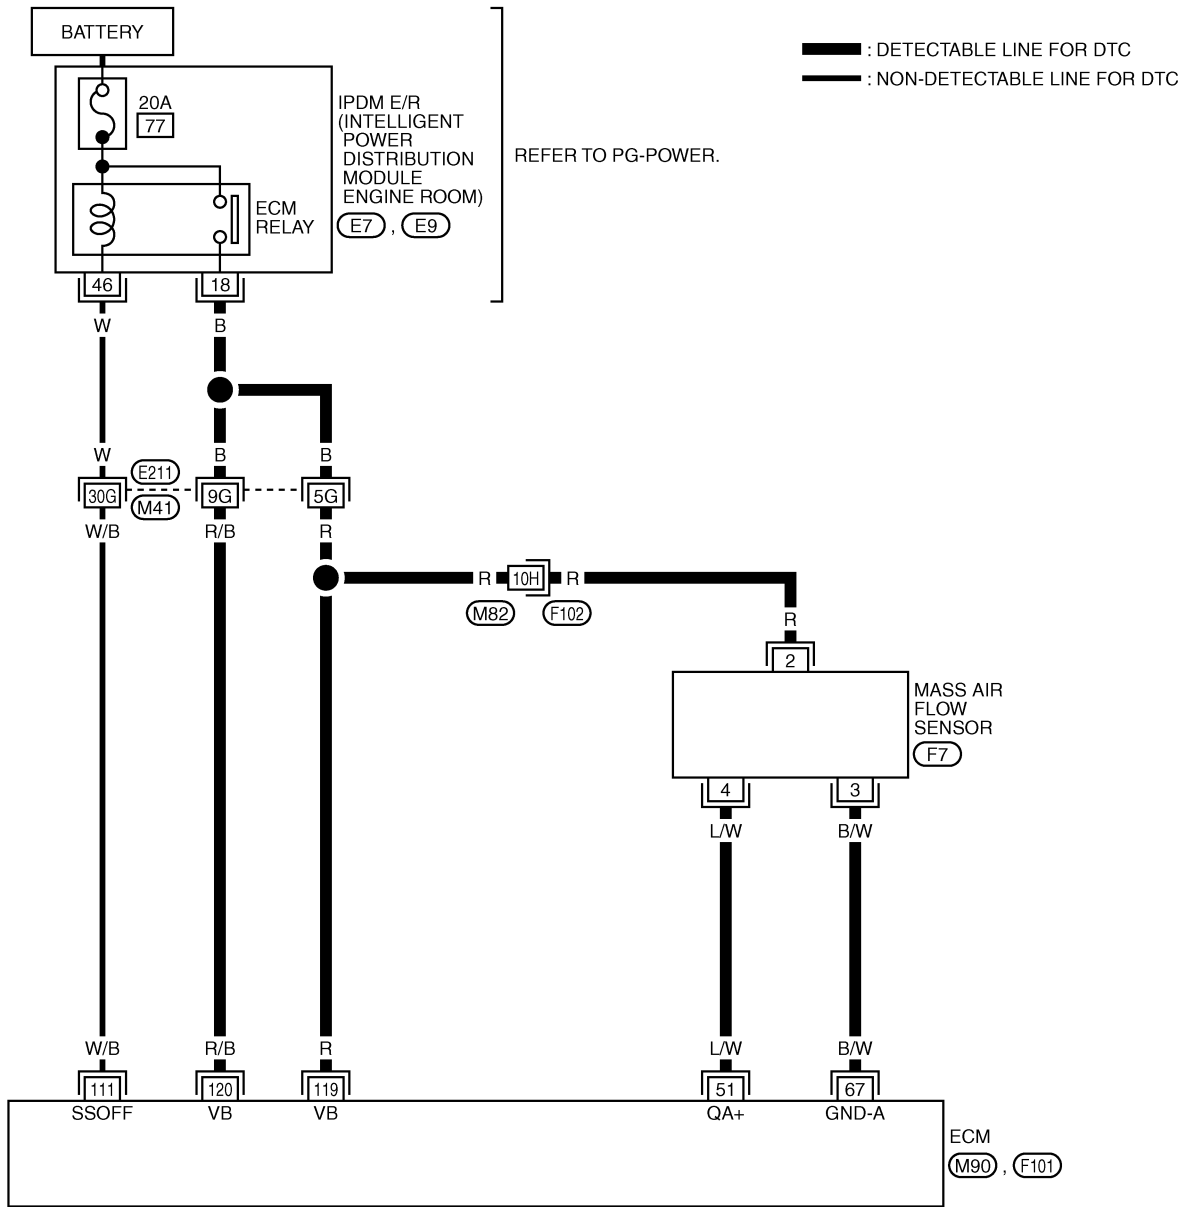 BATTERY
: DETECTABLE LINE FOR DTC
: NON-DETECTABLE LINE FOR DTC
20A
77
IPDM E/R
(INTELLIGENT
POWER
DISTRIBUTION
MODULE
ENGINE ROOM)
E7 , E9
REFER TO PG-POWER.
ECM
RELAY
46 18
W B
W B B
E211
30G 9G 5G
M41
W/B R/B R
R 10H R
M82 F102
R
2
MASS AIR
FLOW
SENSOR
F7
4 3
L/W B/W
W/B R/B R L/W B/W
111 120 119 51 67
SSOFF VB VB QA+ GND-A
ECM
M90 , F101